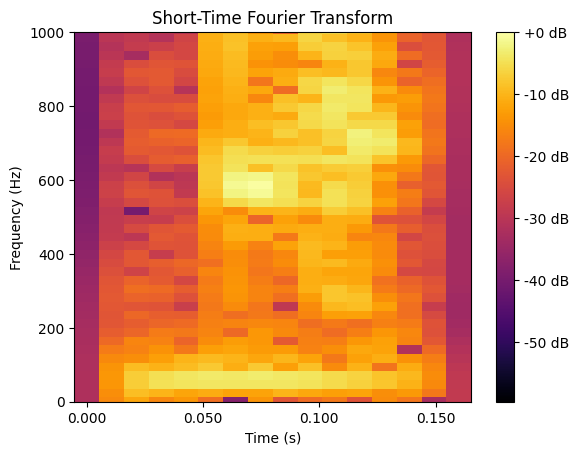 Short-Time Fourier Transform
1000
800
600
400
200
0
Frequency (Hz)
0.000
0.050
0.100
0.150
Time (s)
+0 dB
-10 dB
-20 dB
-30 dB
-40 dB
-50 dB